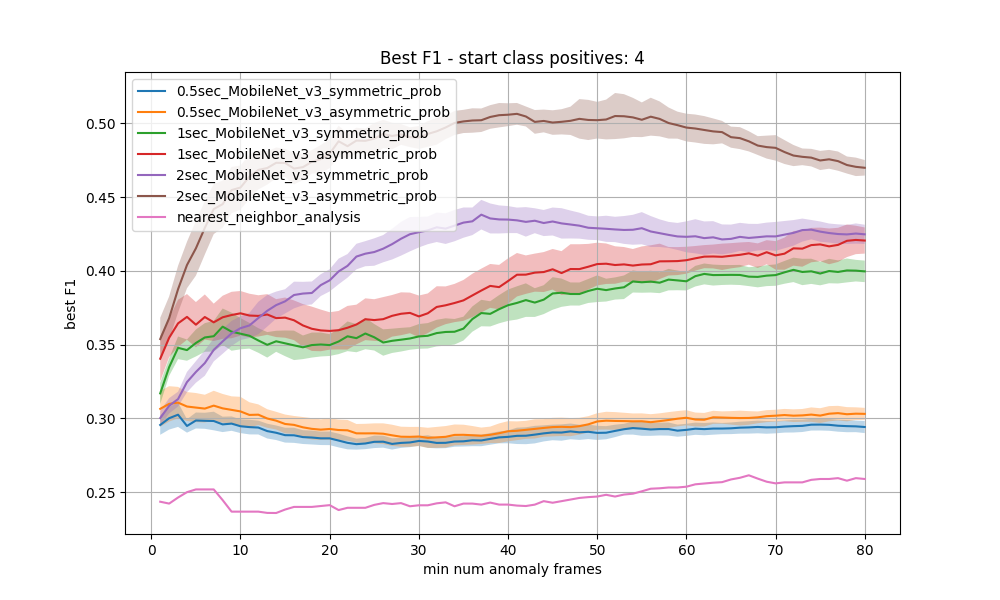 Best F1 - start class positives: 4
0.5sec_MobileNet_v3_symmetric_prob
0.5sec_MobileNet_v3_asymmetric_prob
1sec_MobileNet_v3_symmetric_prob
1sec_MobileNet_v3_asymmetric_prob
2sec_MobileNet_v3_symmetric_prob
2sec_MobileNet_v3_asymmetric_prob
nearest_neighbor_analysis
best F1
0.50
0.45
0.40
0.35
0.30
0.25
0 10 20 30 40 50 60 70 80
min num anomaly frames